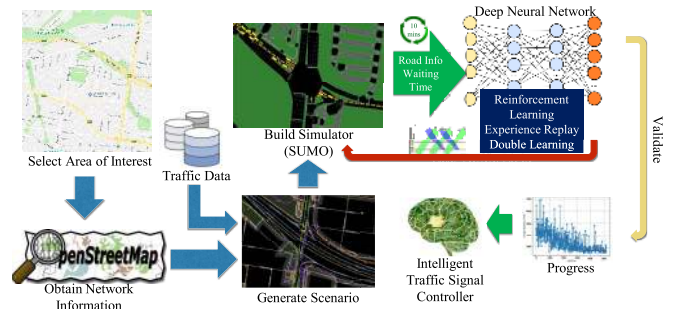 Deep Neural Network
10
mins
Road Info
Waiting
Time
Reinforcement
Learning
Experience Replay
Double Learning
Build Simulator
(SUMO)
Select Area of Interest
Traffic Data
Validate
penStreetMap
Obtain Network
Information
Generate Scenario
Intelligent
Traffic Signal
Controller
Progress